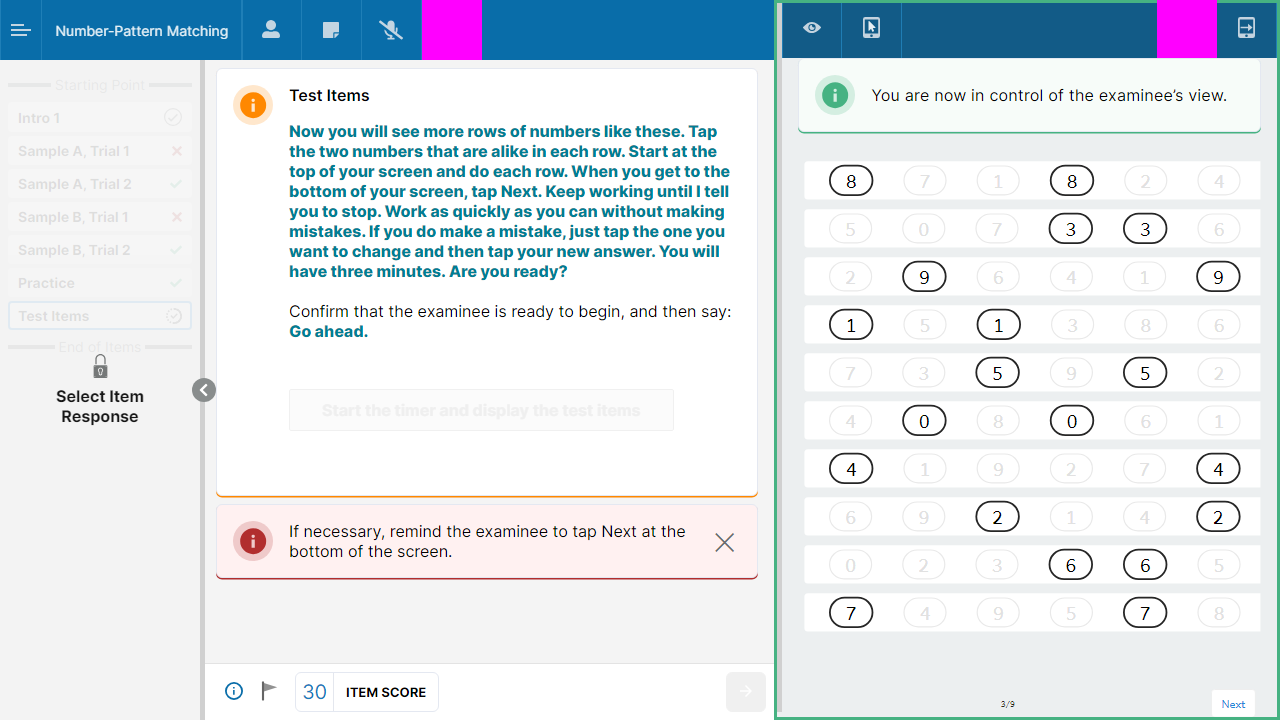 Number-Pattern Matching
Starting Point
Intro 1
Sample A, Trial 1
Sample A, Trial 2
Sample B, Trial 1
Sample B, Trial 2
Practice
Test Items
End of Items
Select Item
Response
Test Items
Now you will see more rows of numbers like these. Tap
the two numbers that are alike in each row. Start at the
top of your screen and do each row. When you get to the
bottom of your screen, tap Next. Keep working until I tell
you to stop. Work as quickly as you can without making
mistakes. If you do make a mistake, just tap the one you
want to change and then tap your new answer. You will
have three minutes. Are you ready?
Confirm that the examinee is ready to begin, and then say:
Go ahead.
Start the timer and display the test items
If necessary, remind the examinee to tap Next at the
bottom of the screen.
30 ITEM SCORE
You are now in control of the examinee’s view.
8 7 1 8 2 4
5 0 7 3 3 6
2 9 6 4 1 9
1 5 1 3 8 6
7 3 5 9 5 2
4 0 8 0 6 1
4 1 9 2 7 4
6 9 2 1 4 2
0 2 3 6 6 5
7 4 9 5 7 8
3/9
Next